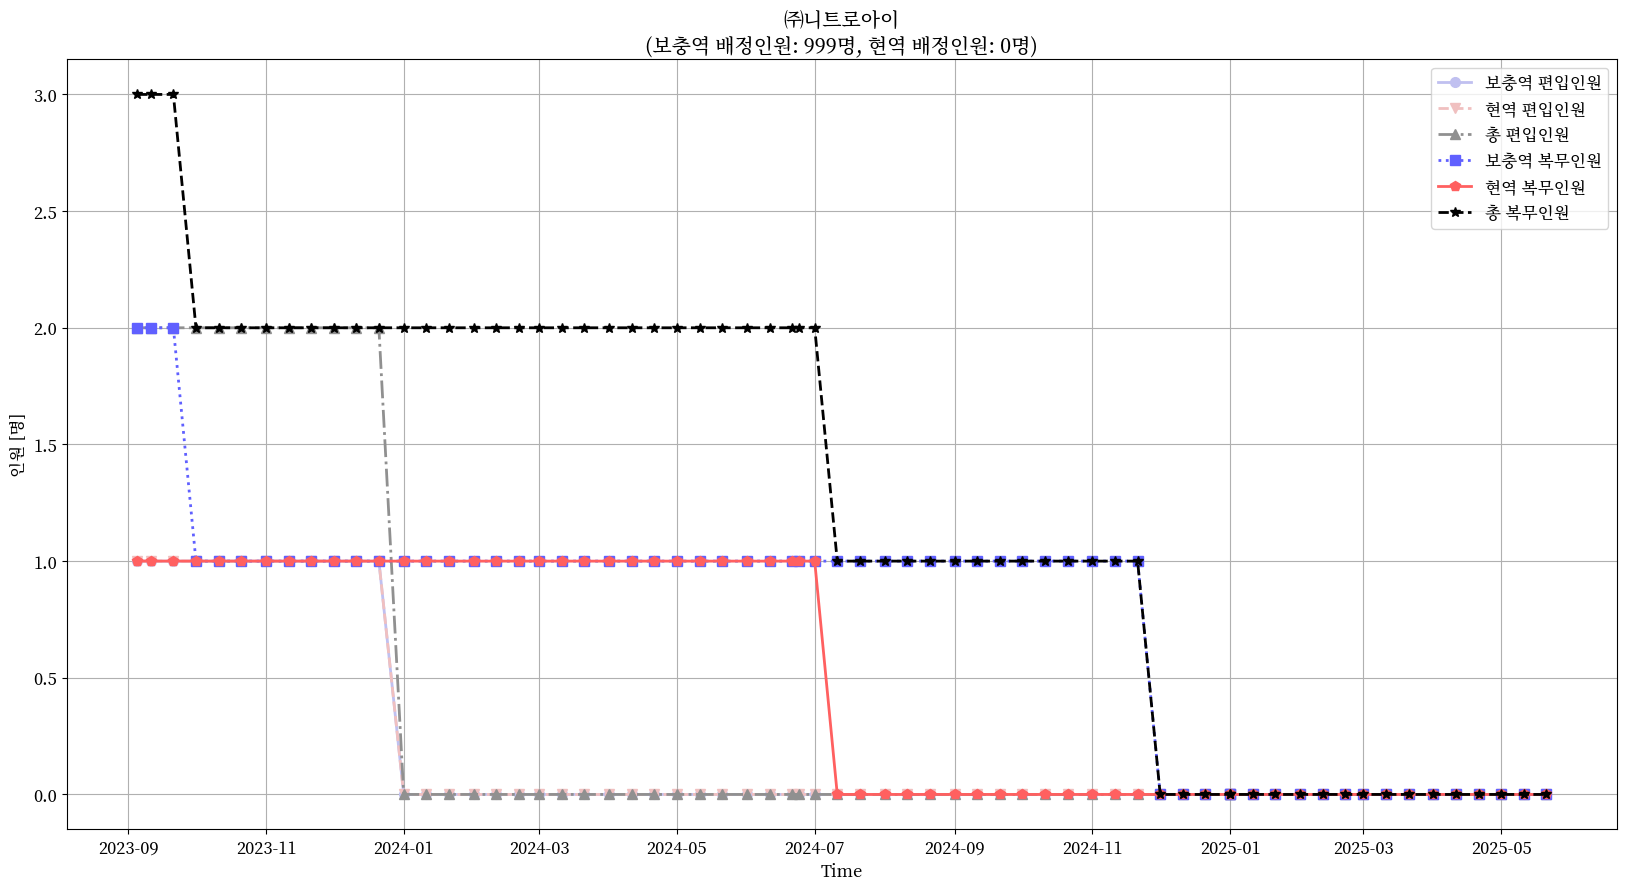 ㈜니트로아이
(보충역 배정인원: 999명, 현역 배정인원: 0명)
보충역 편입인원
현역 편입인원
총 편입인원
보충역 복무인원
현역 복무인원
총 복무인원
인원 [명]
3.0
2.5
2.0
1.5
1.0
0.5
0.0
2023-09 2023-11 2024-01 2024-03 2024-05 2024-07 2024-09 2024-11 2025-01 2025-03 2025-05
Time